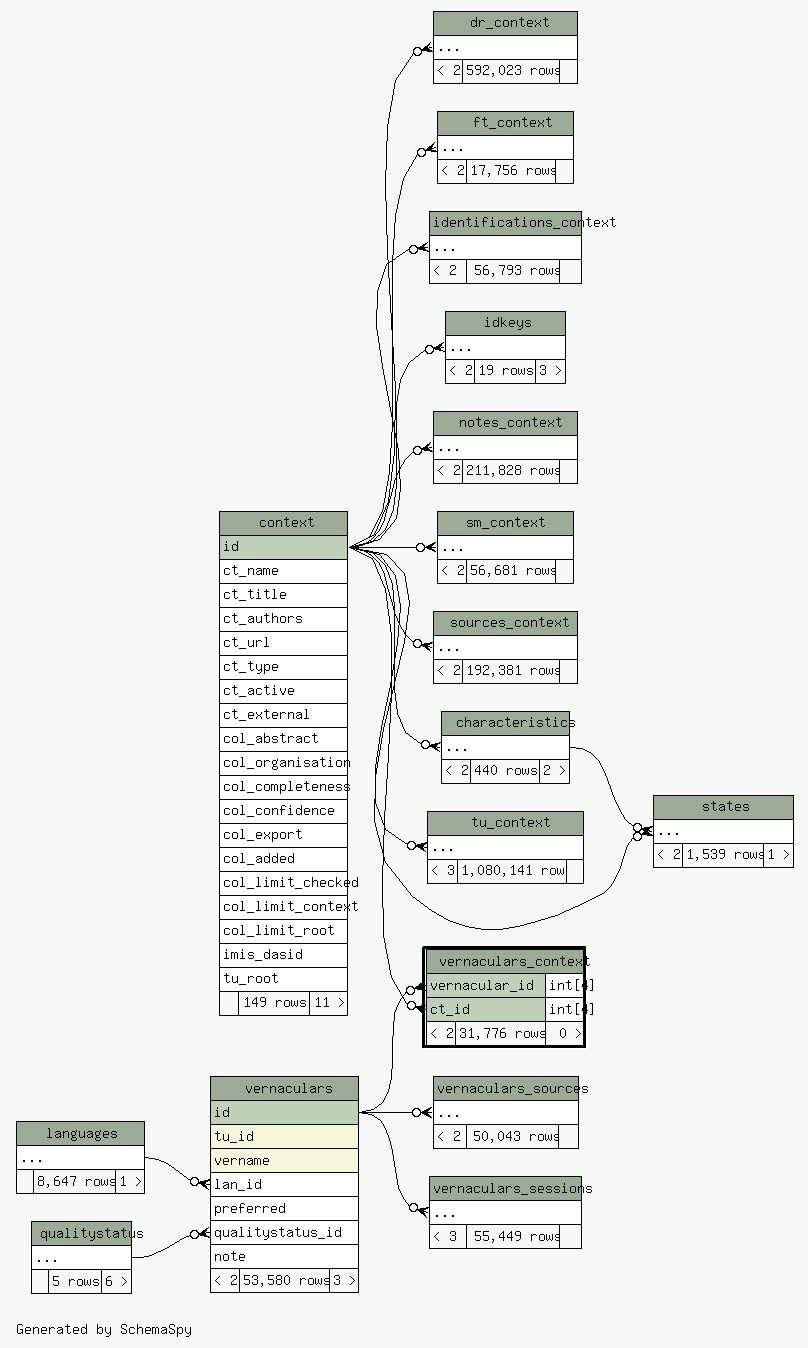 dr_context
...
< 2 592,023 rows
ft_context
...
< 2 17,756 rows
identifications_context
...
< 2 56,793 rows
idkeys
...
< 2 19 rows 3 >
notes_context
...
< 2 211,828 rows
context
id
ct_name
ct_title
ct_authors
ct_url
ct_type
ct_active
ct_external
col_abstract
col_organisation
col_completeness
col_confidence
col_export
col_added
col_limit_checked
col_limit_context
col_limit_root
imis_dasid
tu_root
149 rows 11 >
sm_context
...
< 2 56,681 rows
sources_context
...
< 2 192,381 rows
characteristics
...
< 2 440 rows 2 >
tu_context
...
< 3 1,080,141 row
states
...
< 2 1,539 rows 1 >
vernaculars_context
vernacular_id int[4]
ct_id int[4]
< 2 31,776 rows 0 >
vernaculars
id
tu_id
vername
lan_id
preferred
qualitystatus_id
note
< 2 53,580 rows 3 >
vernaculars_sources
...
< 2 50,043 rows
vernaculars_sessions
...
< 3 55,449 rows
languages
...
8,647 rows 1 >
qualitystatus
...
5 rows 6 >
Generated by SchemaSpy